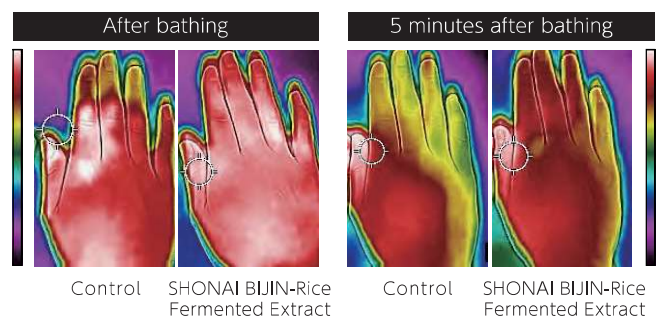 After bathing
5 minutes after bathing
Control
SHONAI BIJIN-Rice
Fermented Extract
Control
SHONAI BIJIN-Rice
Fermented Extract